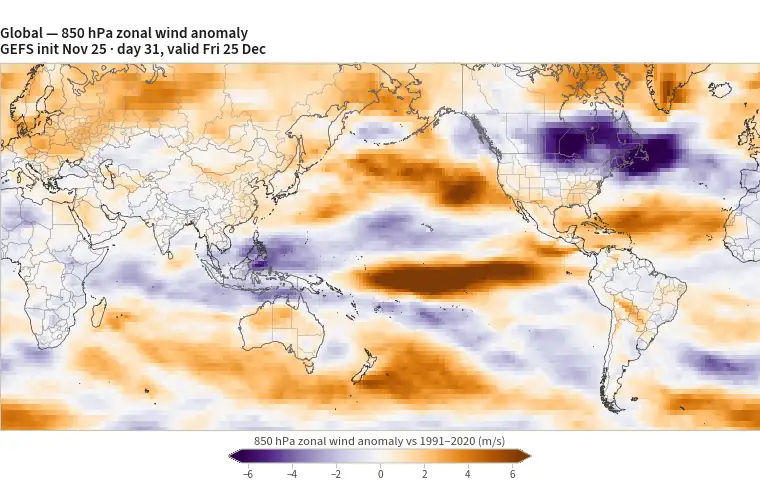 Global — 850 hPa zonal wind anomaly
GEFS init Nov 25 · day 31, valid Fri 25 Dec
850 hPa zonal wind anomaly vs 1991–2020 (m/s)
−6 −4 −2 0 2 4 6